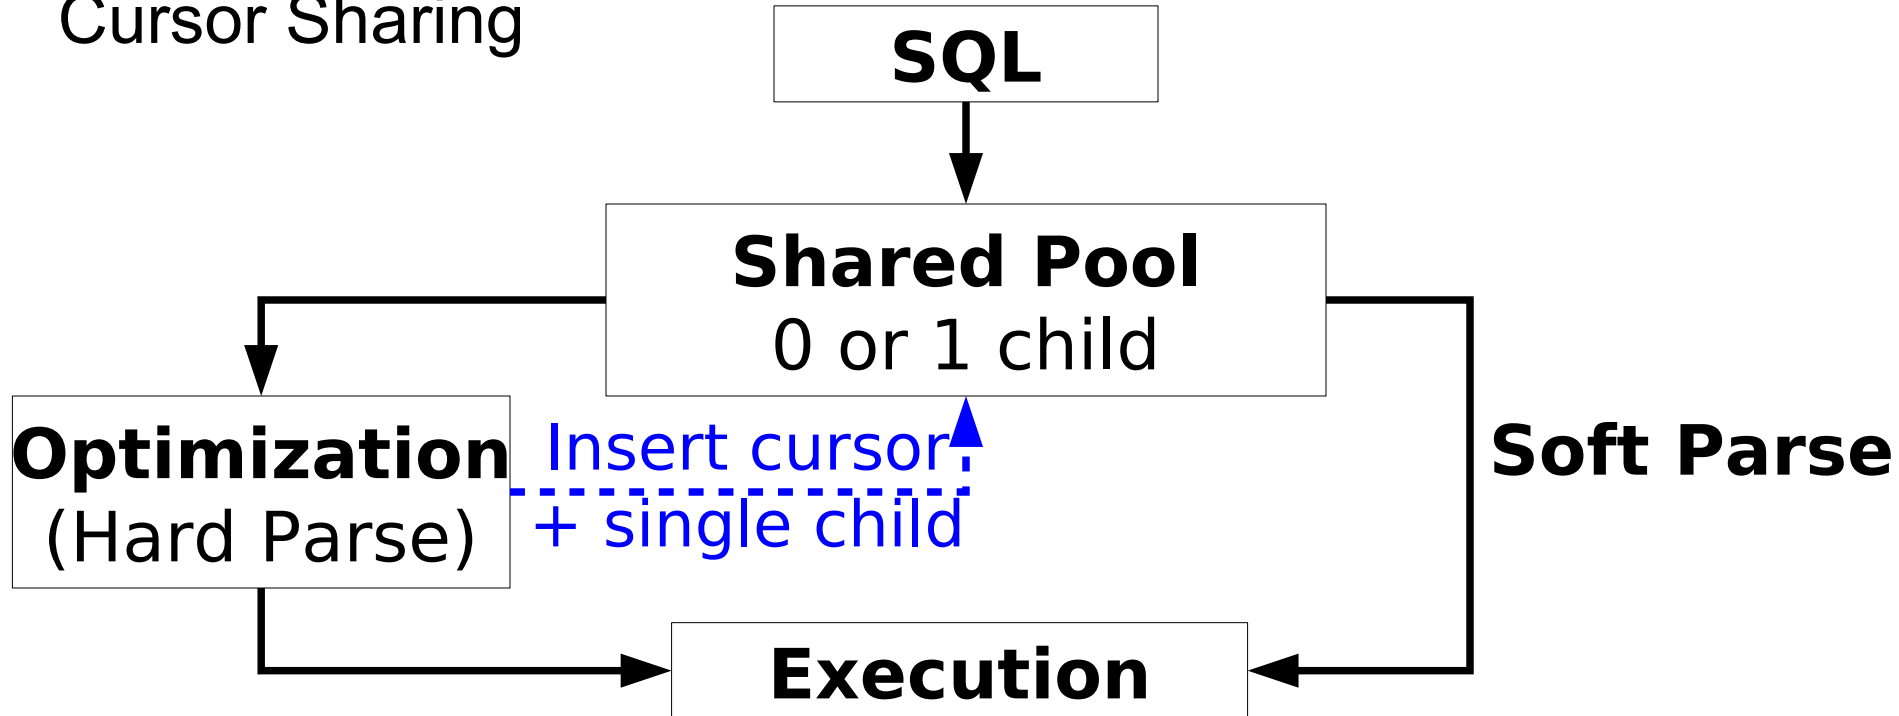 Cursor Sharing
SQL
Shared Pool
0 or 1 child
Optimization
(Hard Parse)
Insert cursor
+ single child
Soft Parse
Execution